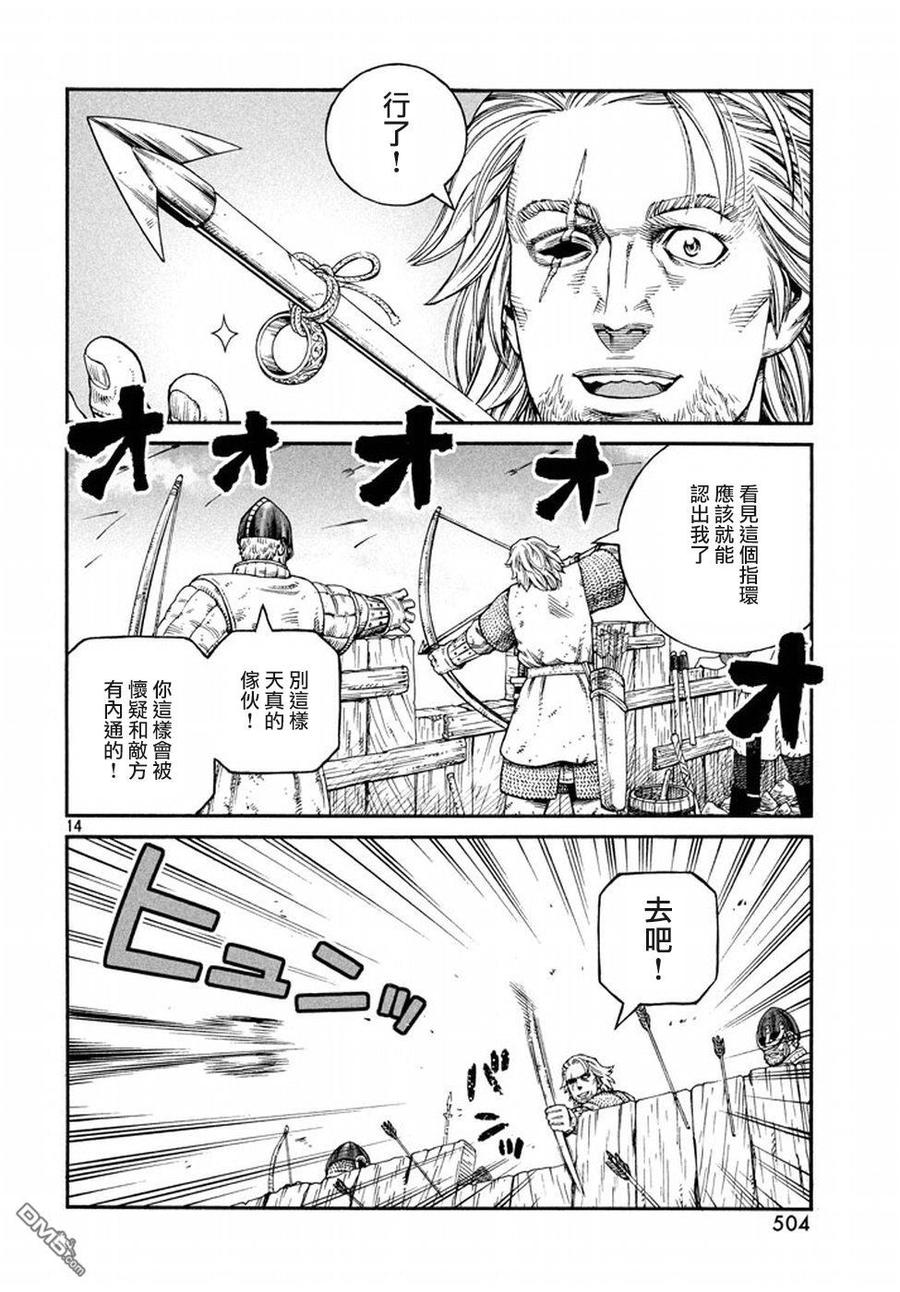 行了！
オオオオ
看見這個指環
應該就能
認出我了
オ
別這樣
天真的
傢伙！
你這樣會被
懷疑和敵方
有內通的！
14
去吧！
ヒュンッ
バンッ
504
DM5.com